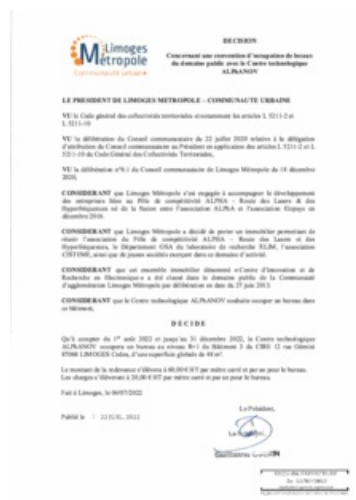 Limoges
Métropole
Communauté urbaine
DECISION
Concernant une convention d'occupation de locaux
du domaine public avec le Centre technologique
ALPhANOV
LE PRESIDENT DE LIMOGES METROPOLE – COMMUNAUTE URBAINE
VU le Code général des collectivités territoriales et notamment les articles L 5211-2 et
L 5211-10
VU la délibération du Conseil communautaire du 22 juillet 2020 relative à la délégation
d'attribution du Conseil communautaire au Président en application des articles L 5211-2 et L
5211-10 du Code Général des Collectivités Territoriales,
VU la délibération n°9.1 du Conseil communautaire de Limoges Métropole du 18 décembre
2020,
CONSIDERANT que Limoges Métropole s'est engagée à accompagner le développement
des entreprises liées au Pôle de compétitivité ALPHA - Route des Lasers & des
Hyperfréquences né de la fusion entre l'association ALPhA et l'association Elopsys en
décembre 2016.
CONSIDERANT que Limoges Métropole a décidé de porter un immobilier permettant de
réunir l'association du Pôle de compétitivité ALPHA – Route des Lasers et des
Hyperfréquences, le Département OSA du laboratoire de recherche XLIM, l'association
CISTEME, ainsi que de jeunes sociétés exerçant dans ce domaine d'activité.
CONSIDERANT que cet ensemble immobilier dénommé « Centre d'Innovation et de
Recherche en Electronique » a été classé dans le domaine public de la Communauté
d'agglomération Limoges Métropole par délibération en date du 27 juin 2013.
CONSIDERANT que le Centre technologique ALPhANOV souhaite occuper un bureau dans
ce bâtiment,
DECIDE
Qu'à compter du 1er août 2022 et jusqu'au 31 décembre 2022, le Centre technologique
ALPhANOV occupera un bureau au niveau R+1 du Bâtiment 3 du CIRE 12 rue Gémini
87068 LIMOGES Cedex, d'une superficie globale de 48 m².
Le montant de la redevance s'élèvera à 60,00 € HT par mètre carré et par an pour le bureau.
Les charges s'élèveront à 20,00 € HT par mètre carré et par an pour le bureau.
Fait à Limoges, le 06/07/2022
Le Président,
Publié le : 22 JUIL. 2022
Le Président,
Guillaume GUERIN